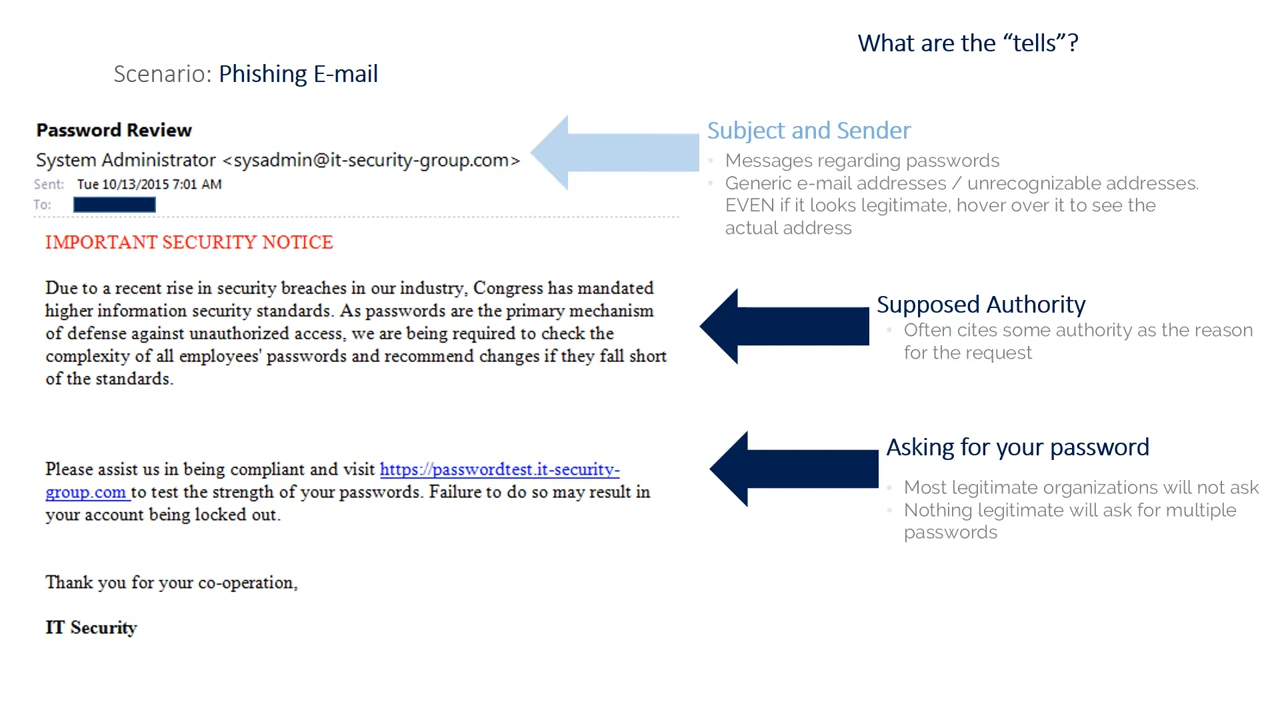 What are the “tells”?
Scenario: Phishing E-mail
Password Review
System Administrator <sysadmin@it-security-group.com>
Sent: Tue 10/13/2015 7:01 AM
To:
IMPORTANT SECURITY NOTICE
Due to a recent rise in security breaches in our industry, Congress has mandated
higher information security standards. As passwords are the primary mechanism
of defense against unauthorized access, we are being required to check the
complexity of all employees' passwords and recommend changes if they fall short
of the standards.
Please assist us in being compliant and visit https://passwordtest.it-security-
group.com to test the strength of your passwords. Failure to do so may result in
your account being locked out.
Thank you for your co-operation,
IT Security
Subject and Sender
• Messages regarding passwords
• Generic e-mail addresses / unrecognizable addresses.
EVEN if it looks legitimate, hover over it to see the
actual address
Supposed Authority
• Often cites some authority as the reason
for the request
Asking for your password
• Most legitimate organizations will not ask
• Nothing legitimate will ask for multiple
passwords